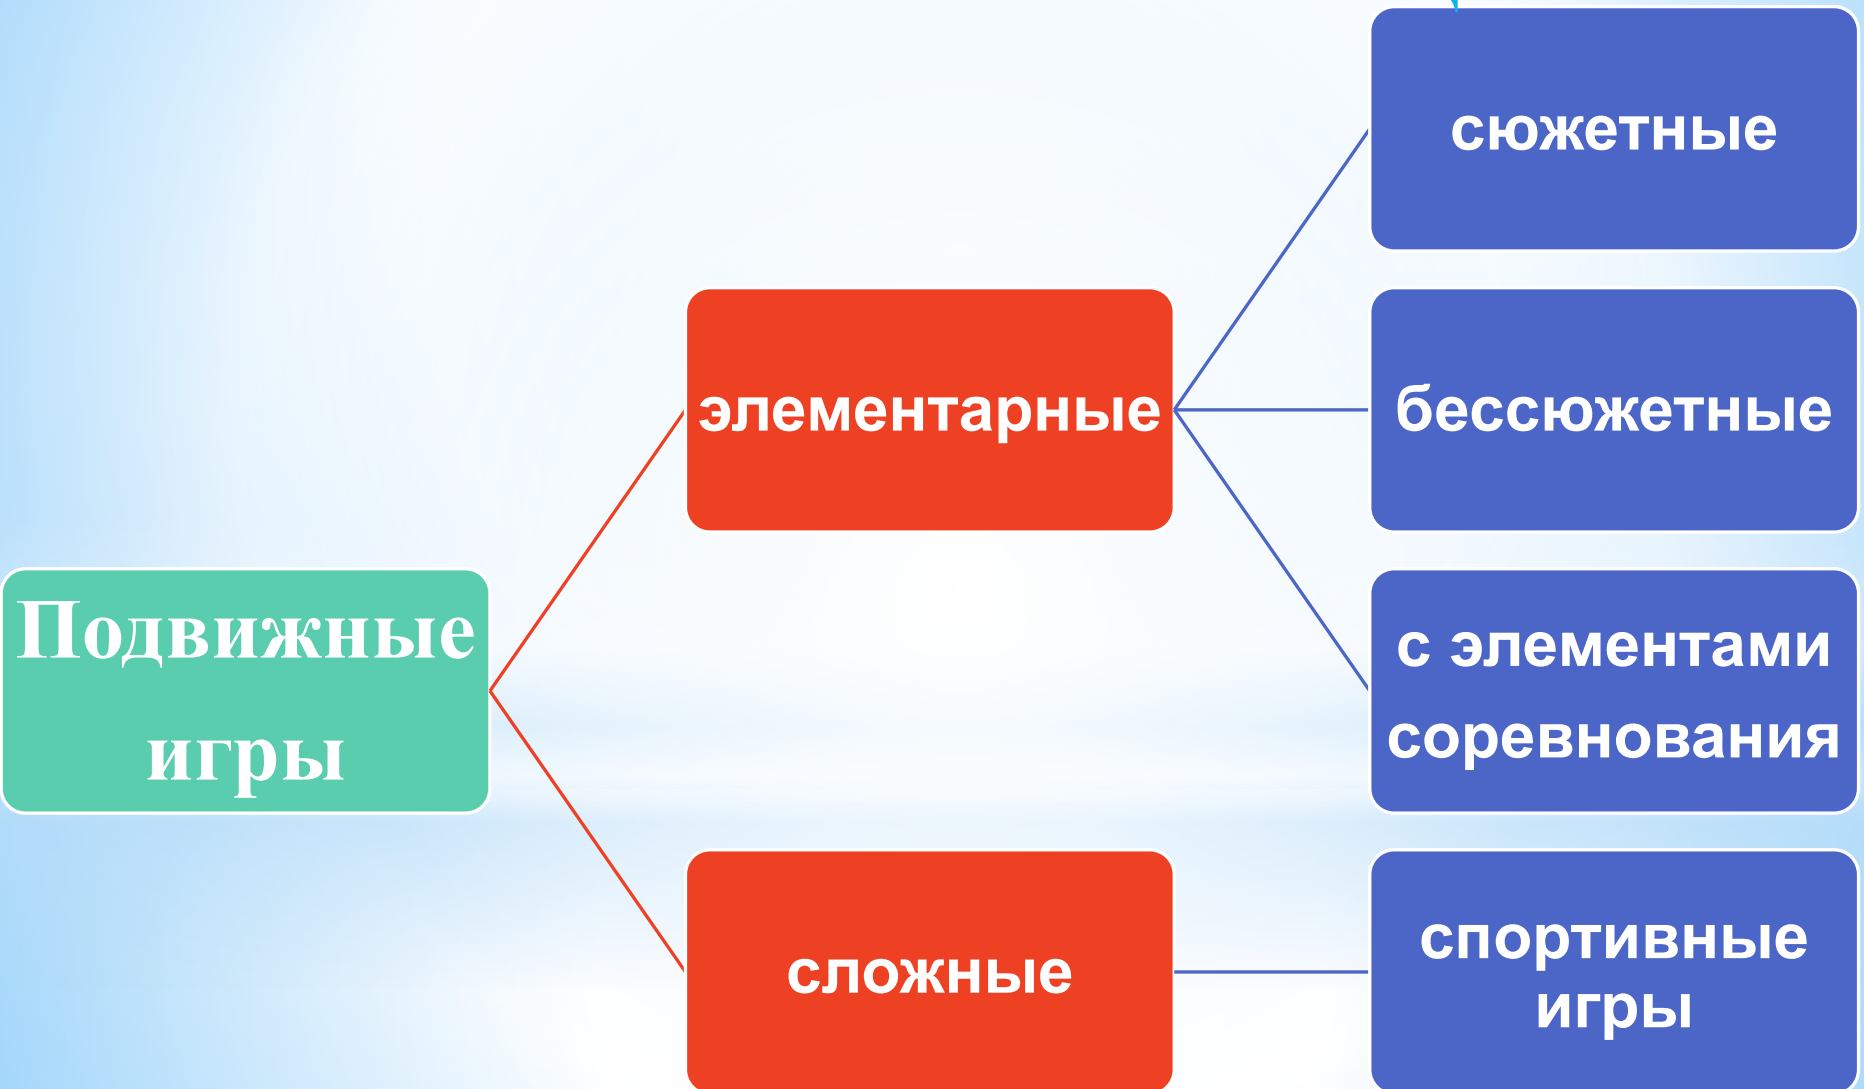 сюжетные
элементарные
бессюжетные
Подвижные
игры
с элементами
соревнования
сложные
спортивные
игры